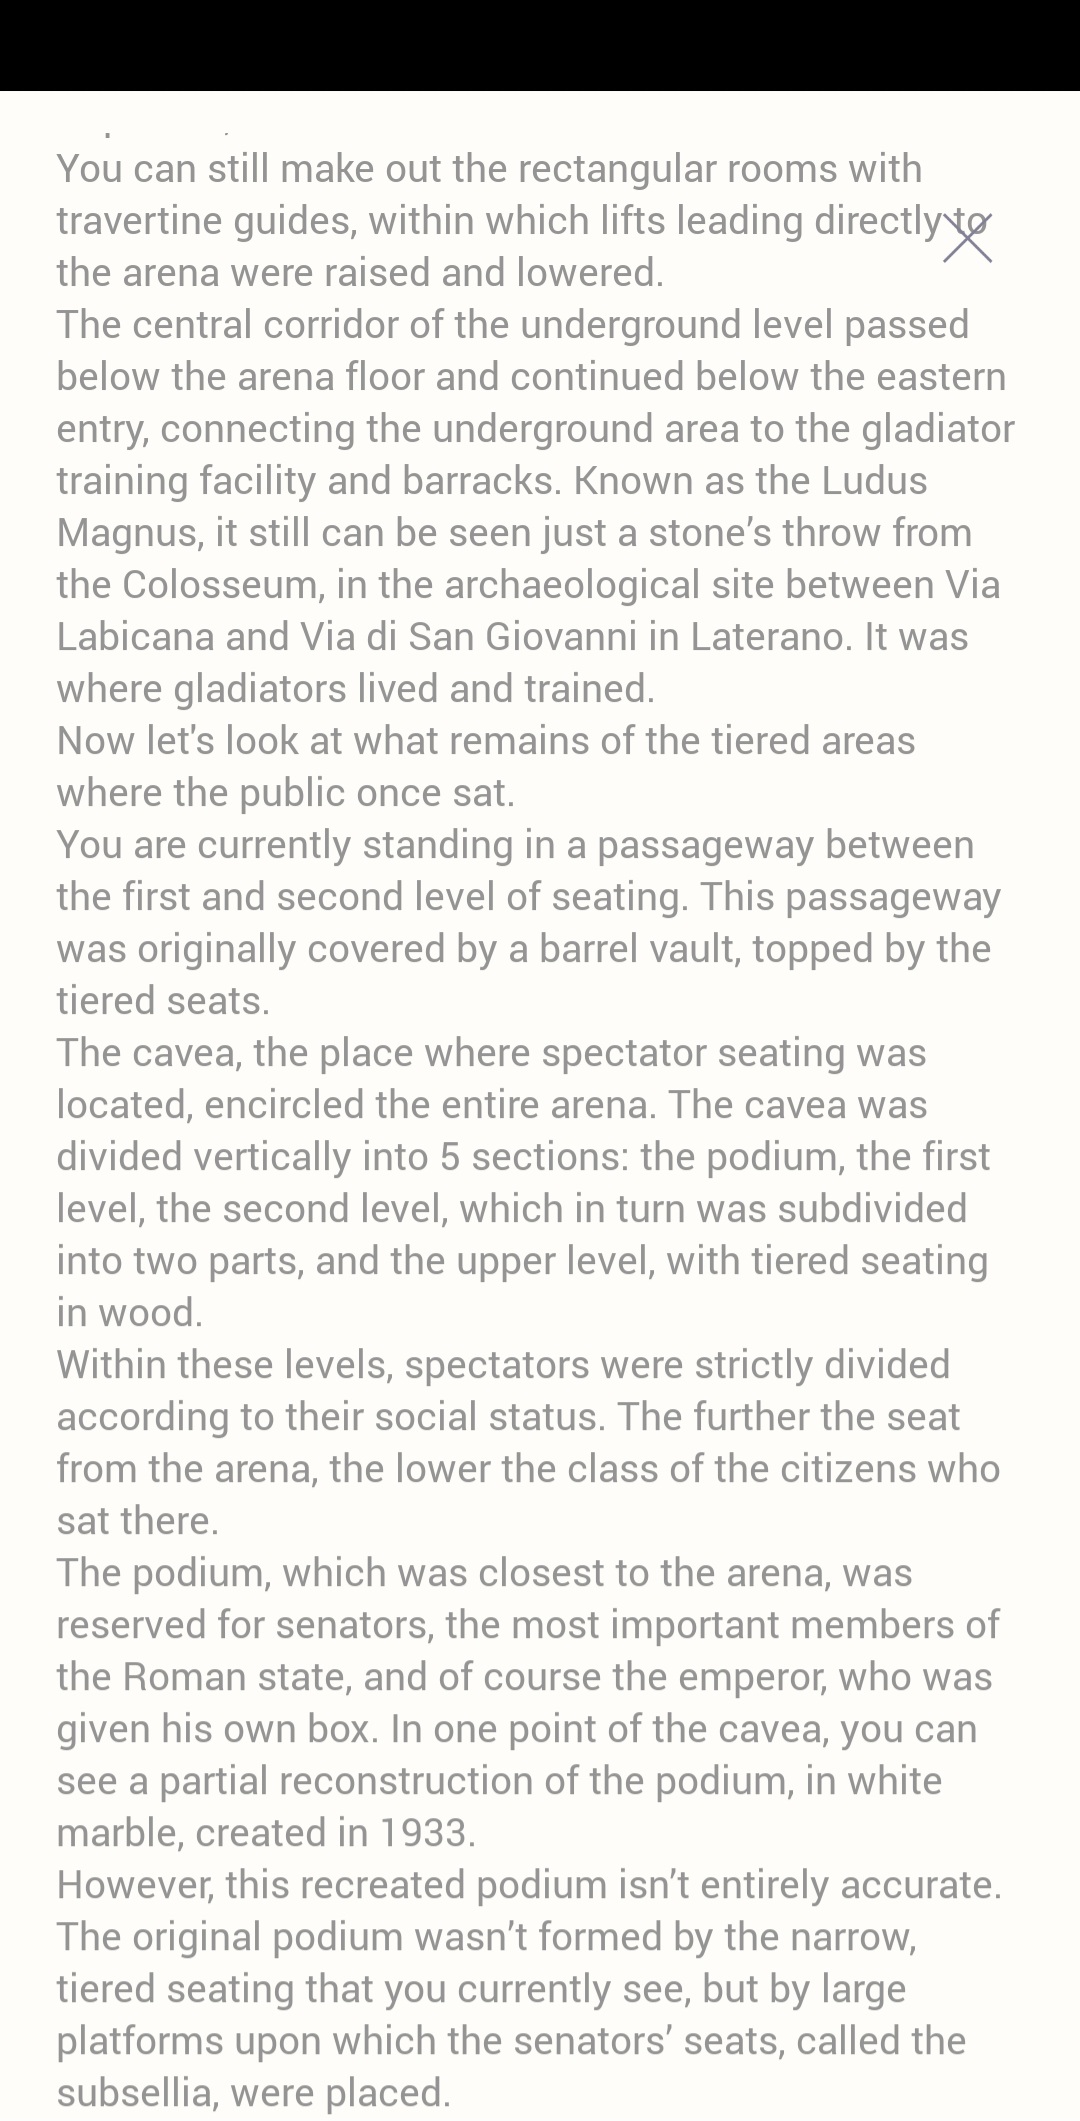 You can still make out the rectangular rooms with
travertine guides, within which lifts leading directly to
the arena were raised and lowered.
The central corridor of the underground level passed
below the arena floor and continued below the eastern
entry, connecting the underground area to the gladiator
training facility and barracks. Known as the Ludus
Magnus, it still can be seen just a stone’s throw from
the Colosseum, in the archaeological site between Via
Labicana and Via di San Giovanni in Laterano. It was
where gladiators lived and trained.
Now let's look at what remains of the tiered areas
where the public once sat.
You are currently standing in a passageway between
the first and second level of seating. This passageway
was originally covered by a barrel vault, topped by the
tiered seats.
The cavea, the place where spectator seating was
located, encircled the entire arena. The cavea was
divided vertically into 5 sections: the podium, the first
level, the second level, which in turn was subdivided
into two parts, and the upper level, with tiered seating
in wood.
Within these levels, spectators were strictly divided
according to their social status. The further the seat
from the arena, the lower the class of the citizens who
sat there.
The podium, which was closest to the arena, was
reserved for senators, the most important members of
the Roman state, and of course the emperor, who was
given his own box. In one point of the cavea, you can
see a partial reconstruction of the podium, in white
marble, created in 1933.
However, this recreated podium isn’t entirely accurate.
The original podium wasn’t formed by the narrow,
tiered seating that you currently see, but by large
platforms upon which the senators’ seats, called the
subsellia, were placed.